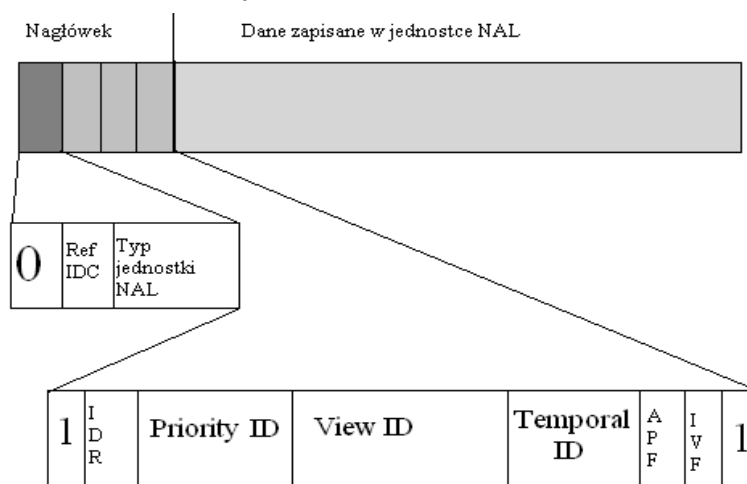 Nagłówek
Dane zapisane w jednostce NAL
0
Ref
IDC
Typ
jednostki
NAL
1
I
D
R
Priority ID
View ID
Temporal
ID
A
P
F
I
V
F
1